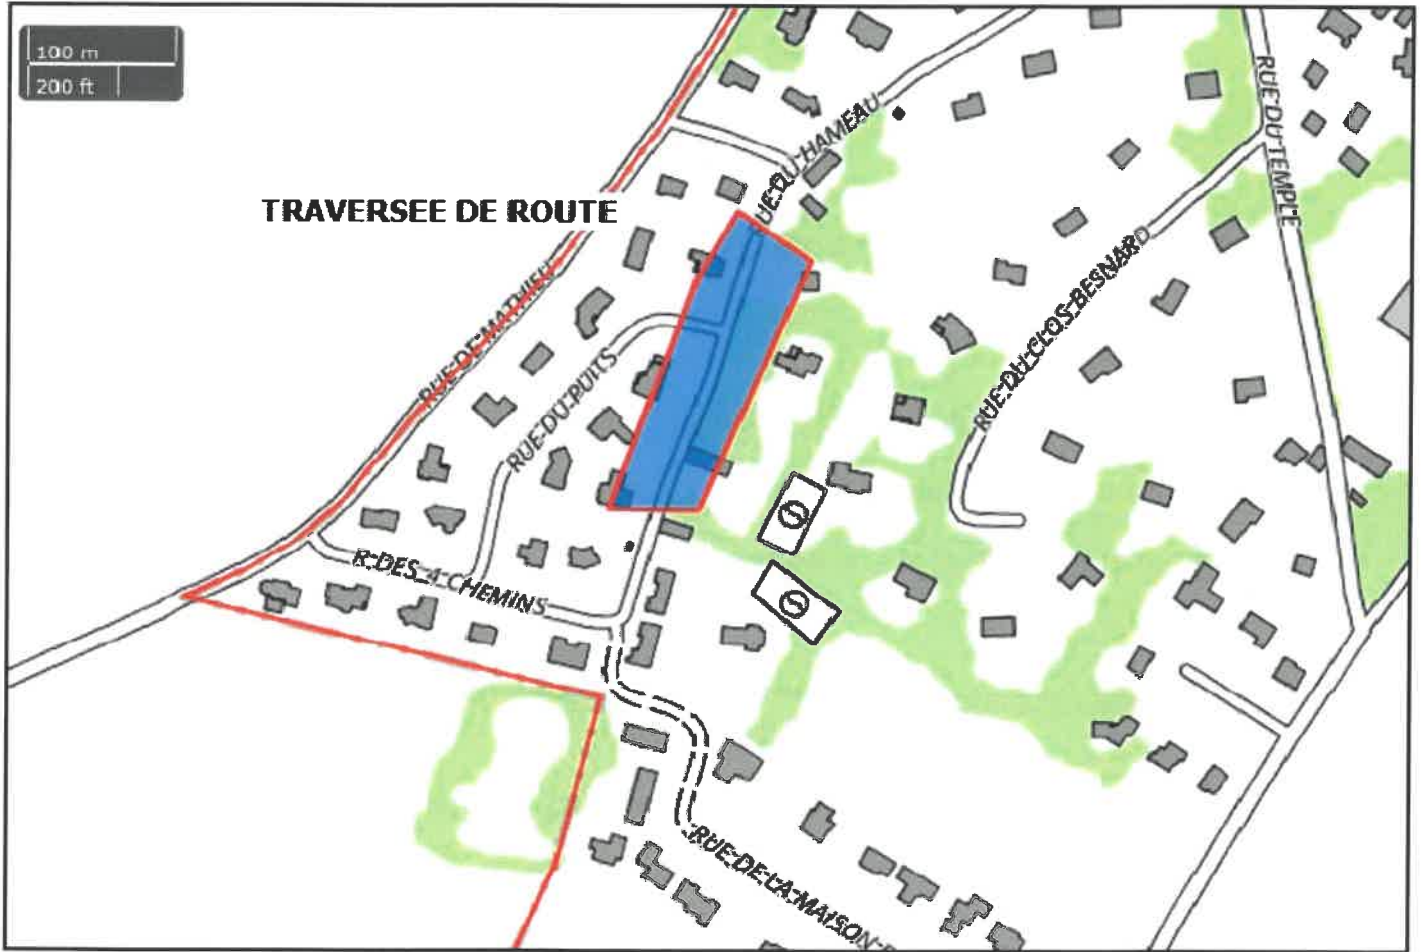 100 m
200 ft
TRAVERSEE DE ROUTE
RUE DU HAMEAU
RUE DU TEMPLE
RUE DE MATHIEU
RUE DU PUITS
RUE DU CLOS BESNARD
R DES 4 CHEMINS
RUE DE LA MAISON